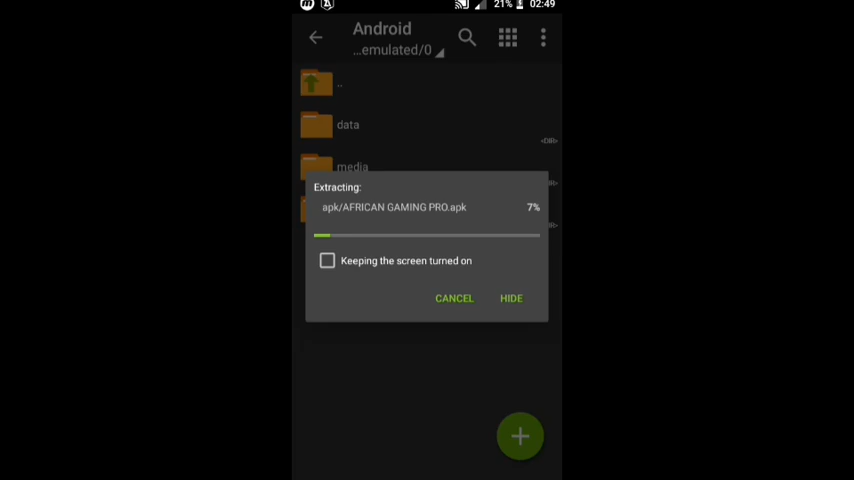 21% 02:49
Android
...emulated/0
..
data
<DIR>
media
Extracting:
apk/AFRICAN GAMING PRO.apk 7%
Keeping the screen turned on
CANCEL HIDE